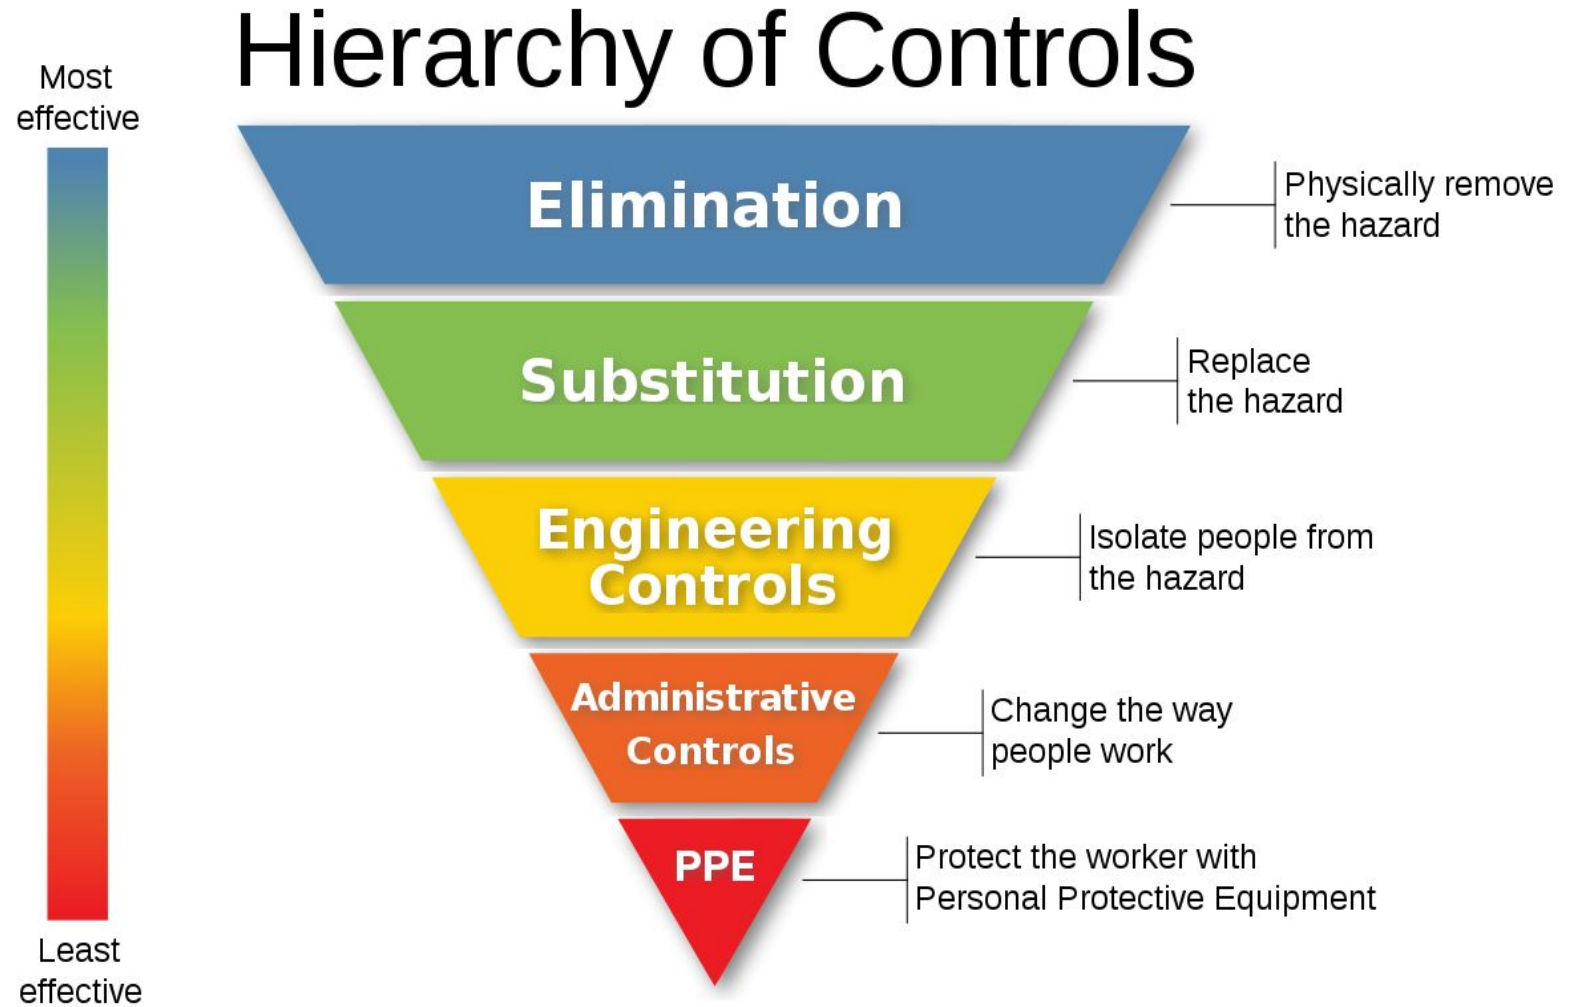 Hierarchy of Controls
Most
effective
Elimination
Physically remove
the hazard
Substitution
Replace
the hazard
Engineering
Controls
Isolate people from
the hazard
Administrative
Controls
Change the way
people work
PPE
Protect the worker with
Personal Protective Equipment
Least
effective